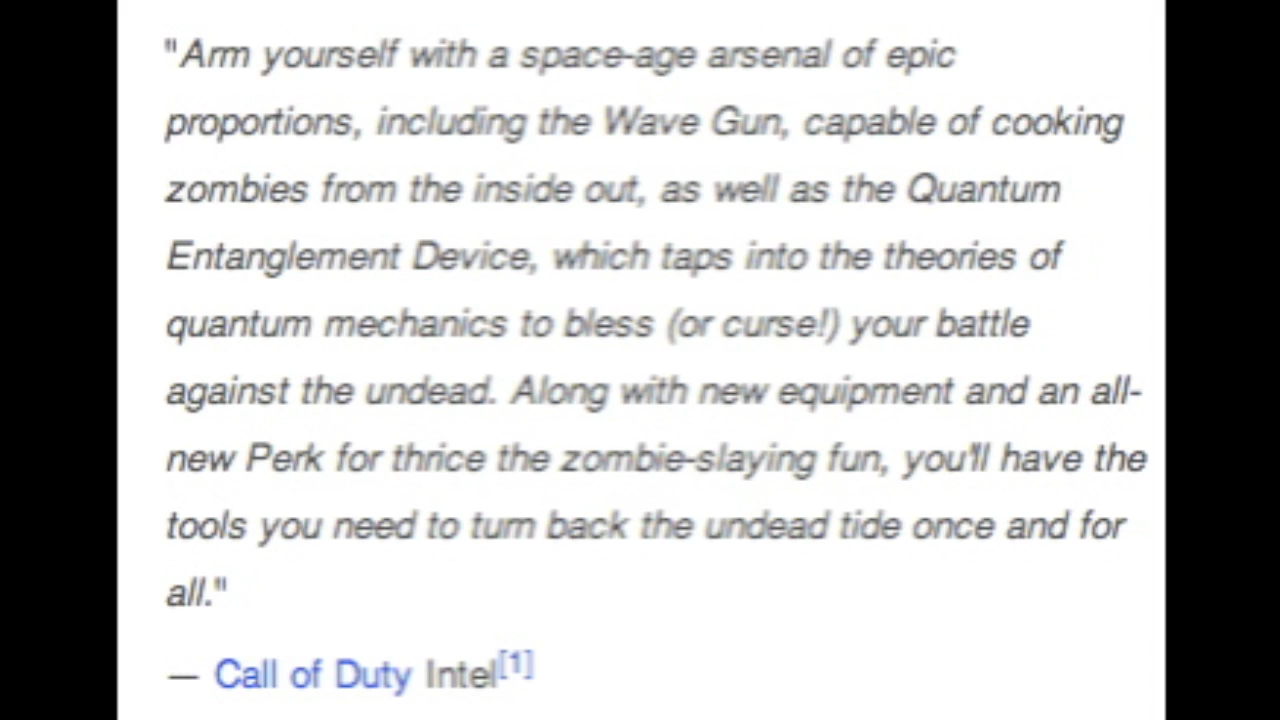 "Arm yourself with a space-age arsenal of epic
proportions, including the Wave Gun, capable of cooking
zombies from the inside out, as well as the Quantum
Entanglement Device, which taps into the theories of
quantum mechanics to bless (or curse!) your battle
against the undead. Along with new equipment and an all-
new Perk for thrice the zombie-slaying fun, you'll have the
tools you need to turn back the undead tide once and for
all."
— Call of Duty Intel[1]